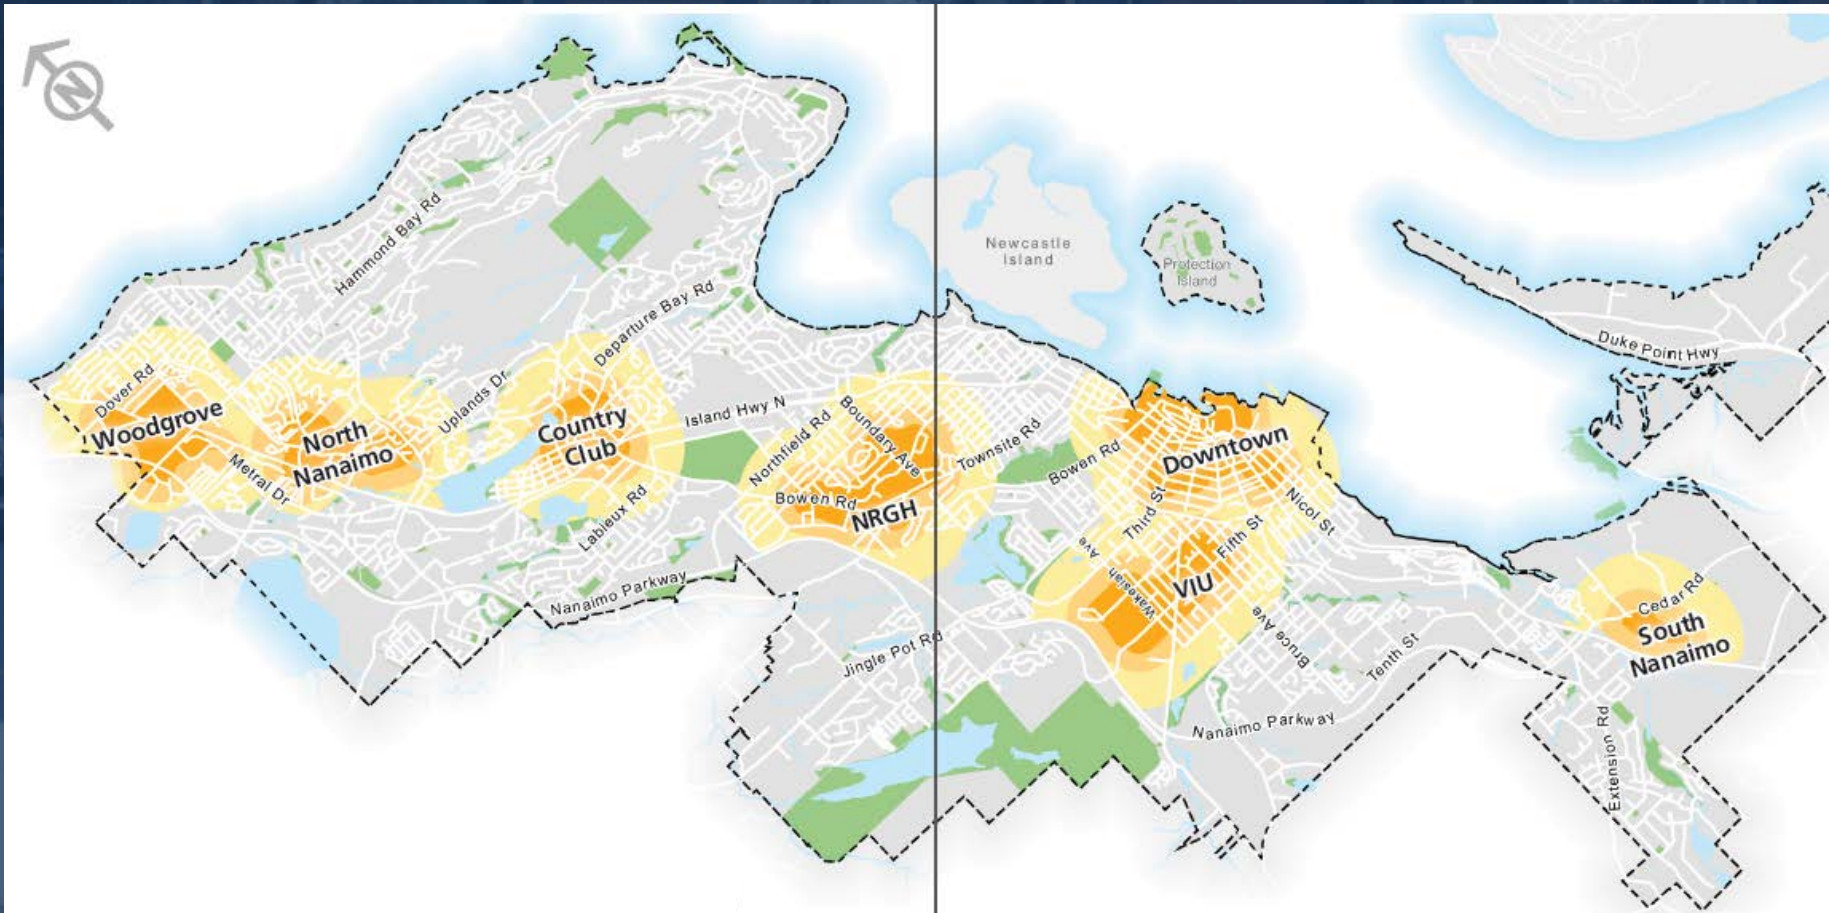 N
Newcastle
Island
Protection
Island
Hammond Bay Rd
Departure Bay Rd
Duke Point Hwy
Dover Rd
Woodgrove
North
Nanaimo
Metral Dr
Uplands Dr
Country
Club
Island Hwy N
Labieux Rd
Northfield Rd
Boundary Ave
Bowen Rd
NRGH
Townsite Rd
Bowen Rd
Downtown
Third St
Fifth St
Nicol St
Wakesiah
Ave
VIU
Bruce Ave
Tenth St
Cedar Rd
South
Nanaimo
Nanaimo Parkway
Jingle Pot Rd
Nanaimo Parkway
Extension Rd